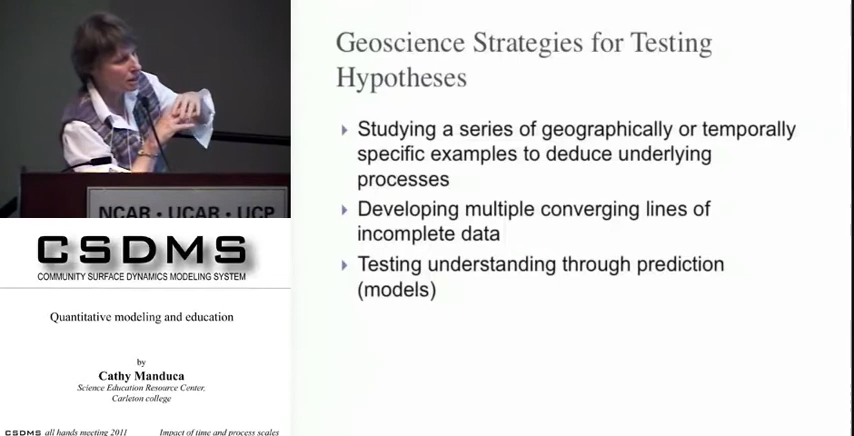 Geoscience Strategies for Testing
Hypotheses
Studying a series of geographically or temporally
specific examples to deduce underlying
processes
Developing multiple converging lines of
incomplete data
Testing understanding through prediction
(models)
NCAR • UCAR • UCP
CSDMS
COMMUNITY SURFACE DYNAMICS MODELING SYSTEM
Quantitative modeling and education
by
Cathy Manduca
Science Education Resource Center,
Carleton college
CSDMS all hands meeting 2011 Impact of time and process scales